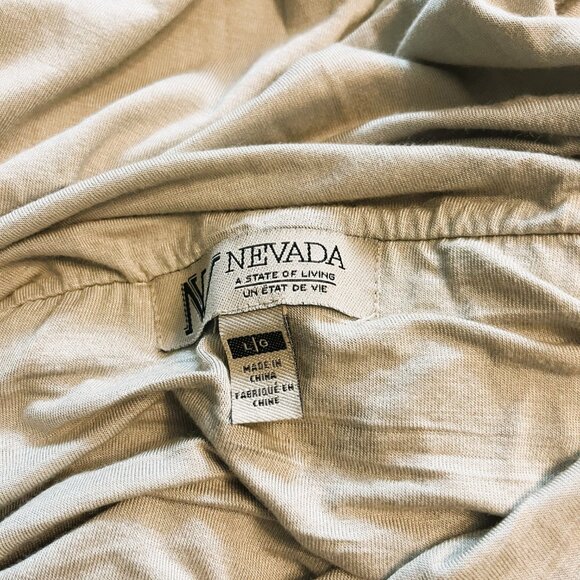 NV NEVADA
A STATE OF LIVING
UN ÉTAT DE VIE
L|G
MADE IN
CHINA
FABRIQUÉ EN
CHINE